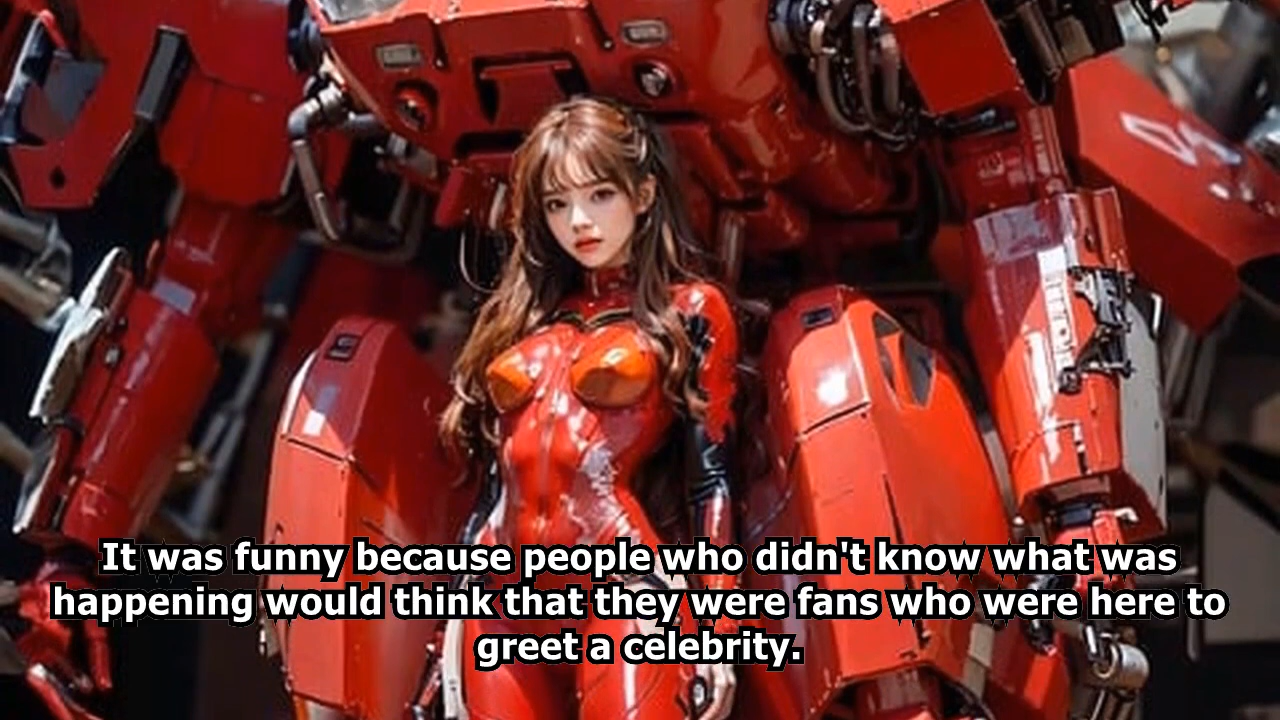 It was funny because people who didn't know what was
happening would think that they were fans who were here to
greet a celebrity.